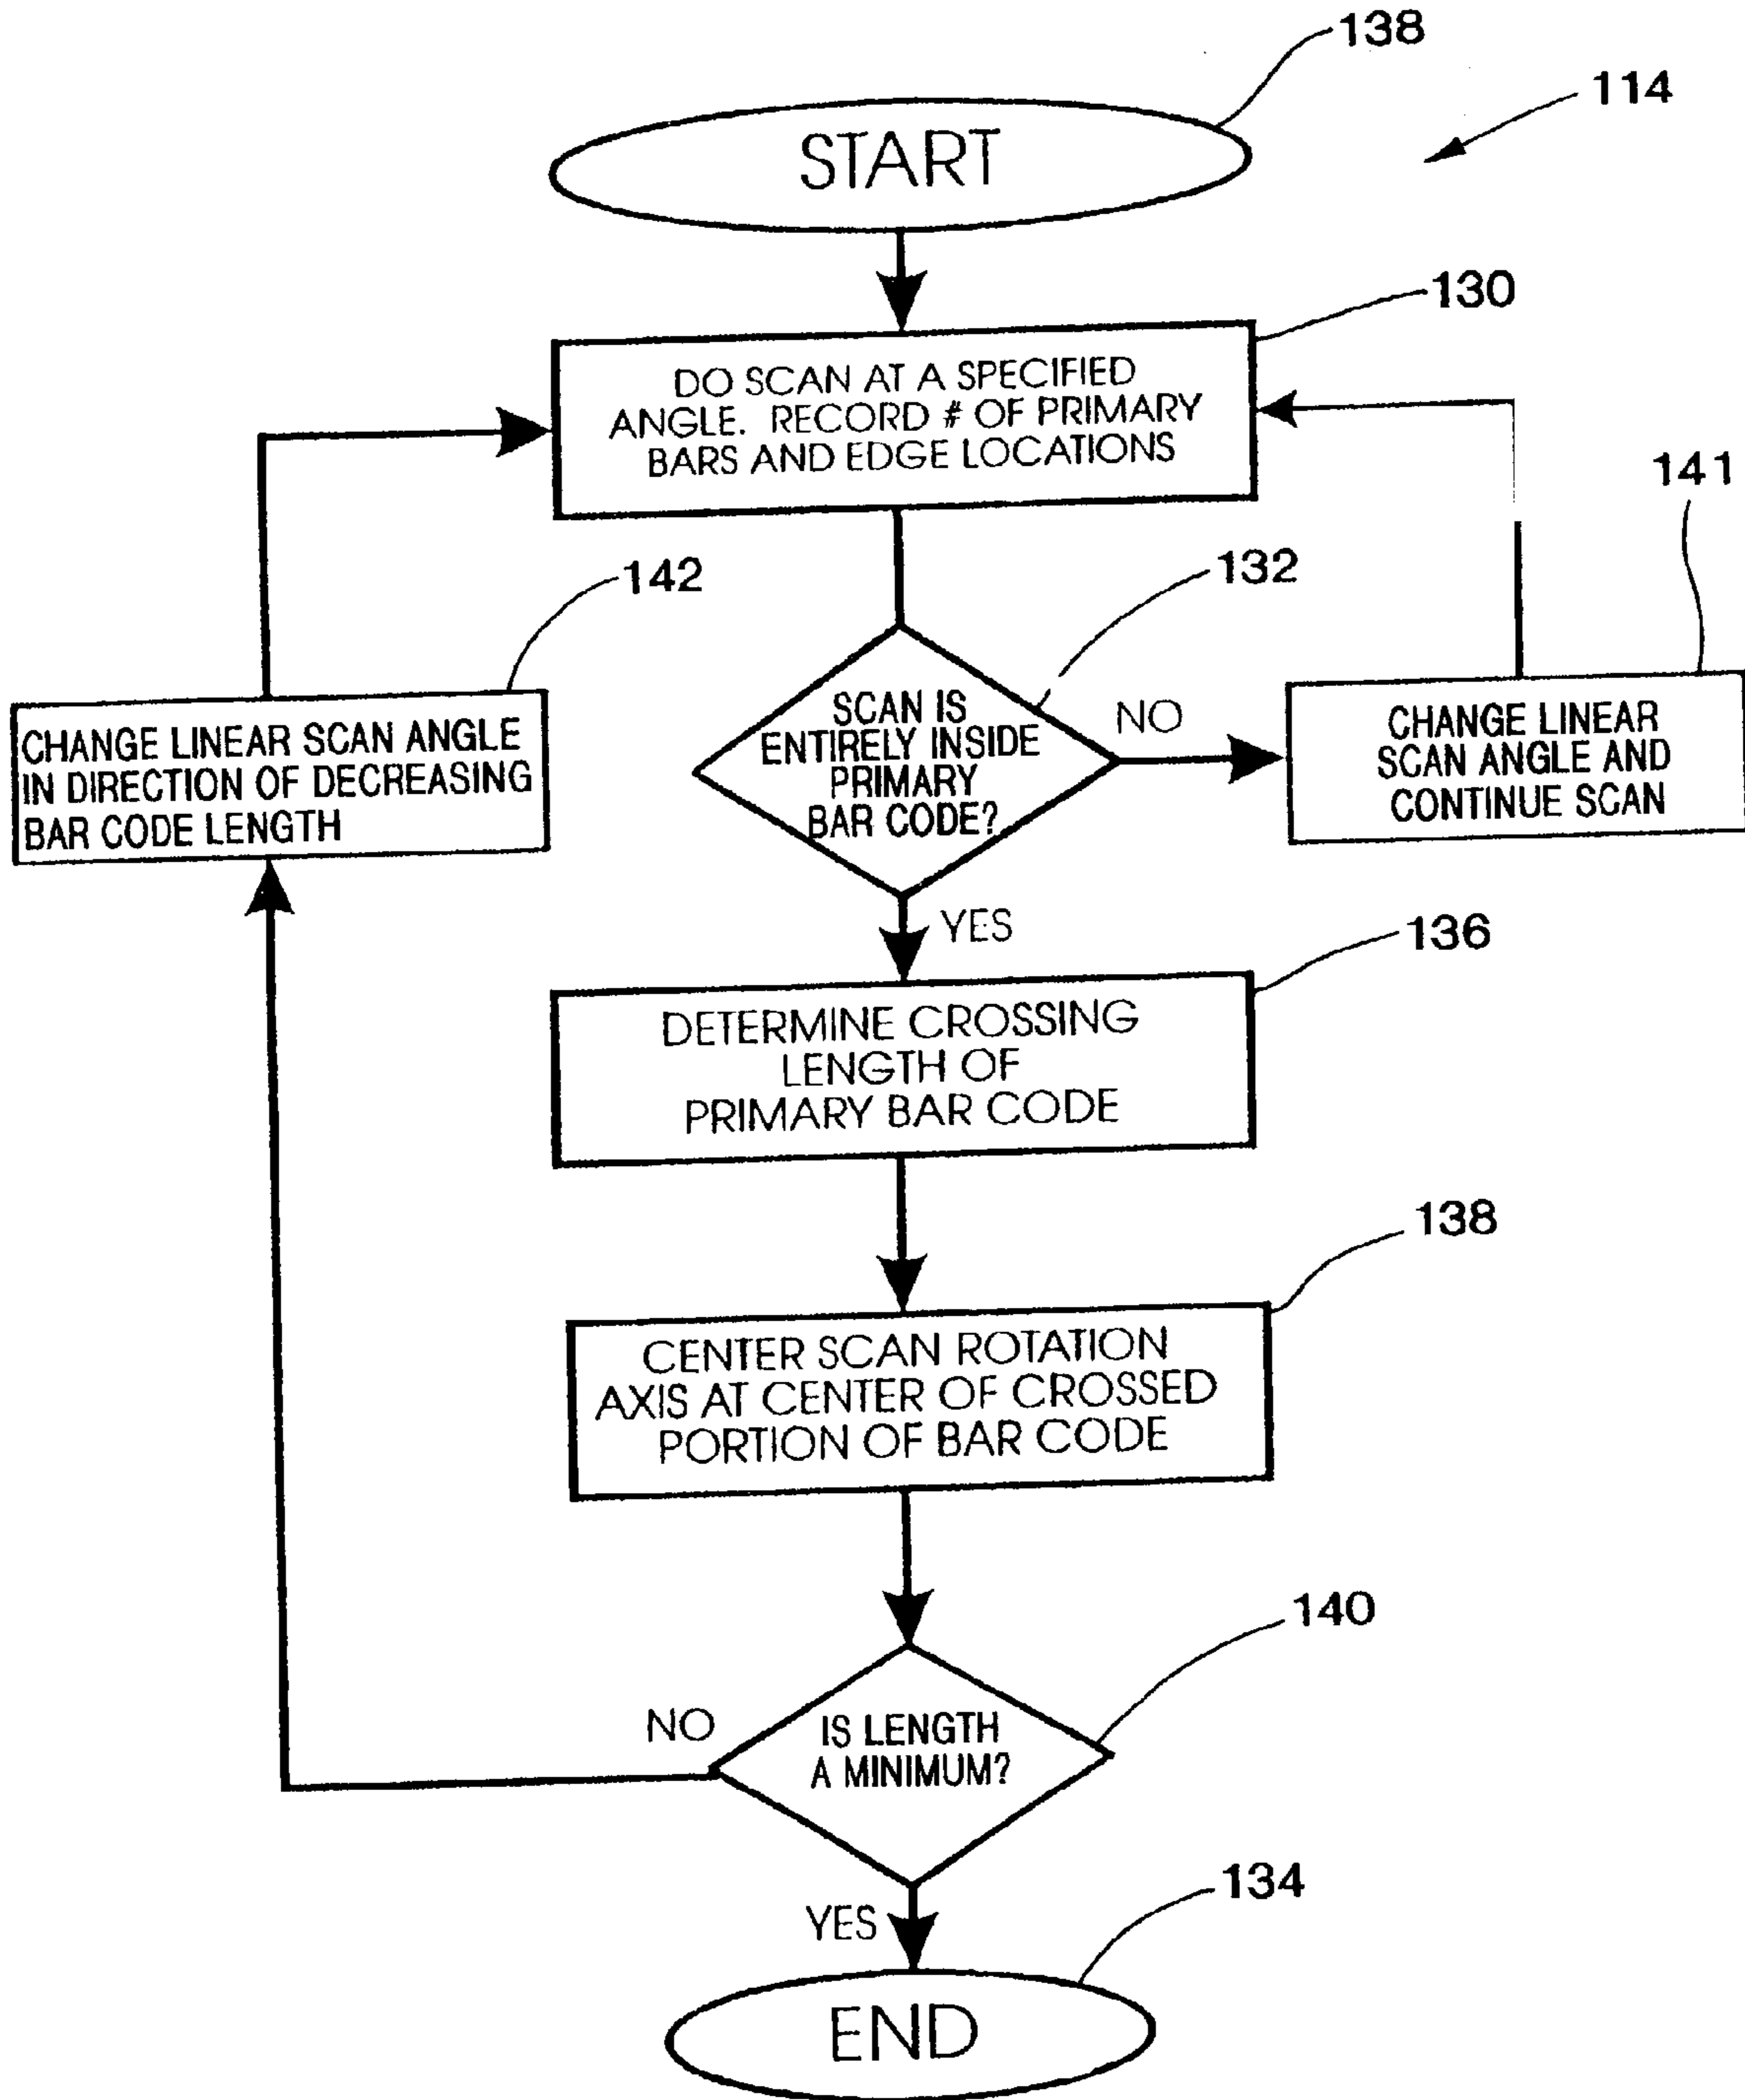 138
114
START
130
DO SCAN AT A SPECIFIED
ANGLE. RECORD # OF PRIMARY
BARS AND EDGE LOCATIONS
141
142
132
SCAN IS
ENTIRELY INSIDE
PRIMARY
BAR CODE?
NO
CHANGE LINEAR
SCAN ANGLE AND
CONTINUE SCAN
CHANGE LINEAR SCAN ANGLE
IN DIRECTION OF DECREASING
BAR CODE LENGTH
YES
136
DETERMINE CROSSING
LENGTH OF
PRIMARY BAR CODE
138
CENTER SCAN ROTATION
AXIS AT CENTER OF CROSSED
PORTION OF BAR CODE
140
NO
IS LENGTH
A MINIMUM?
YES
134
END